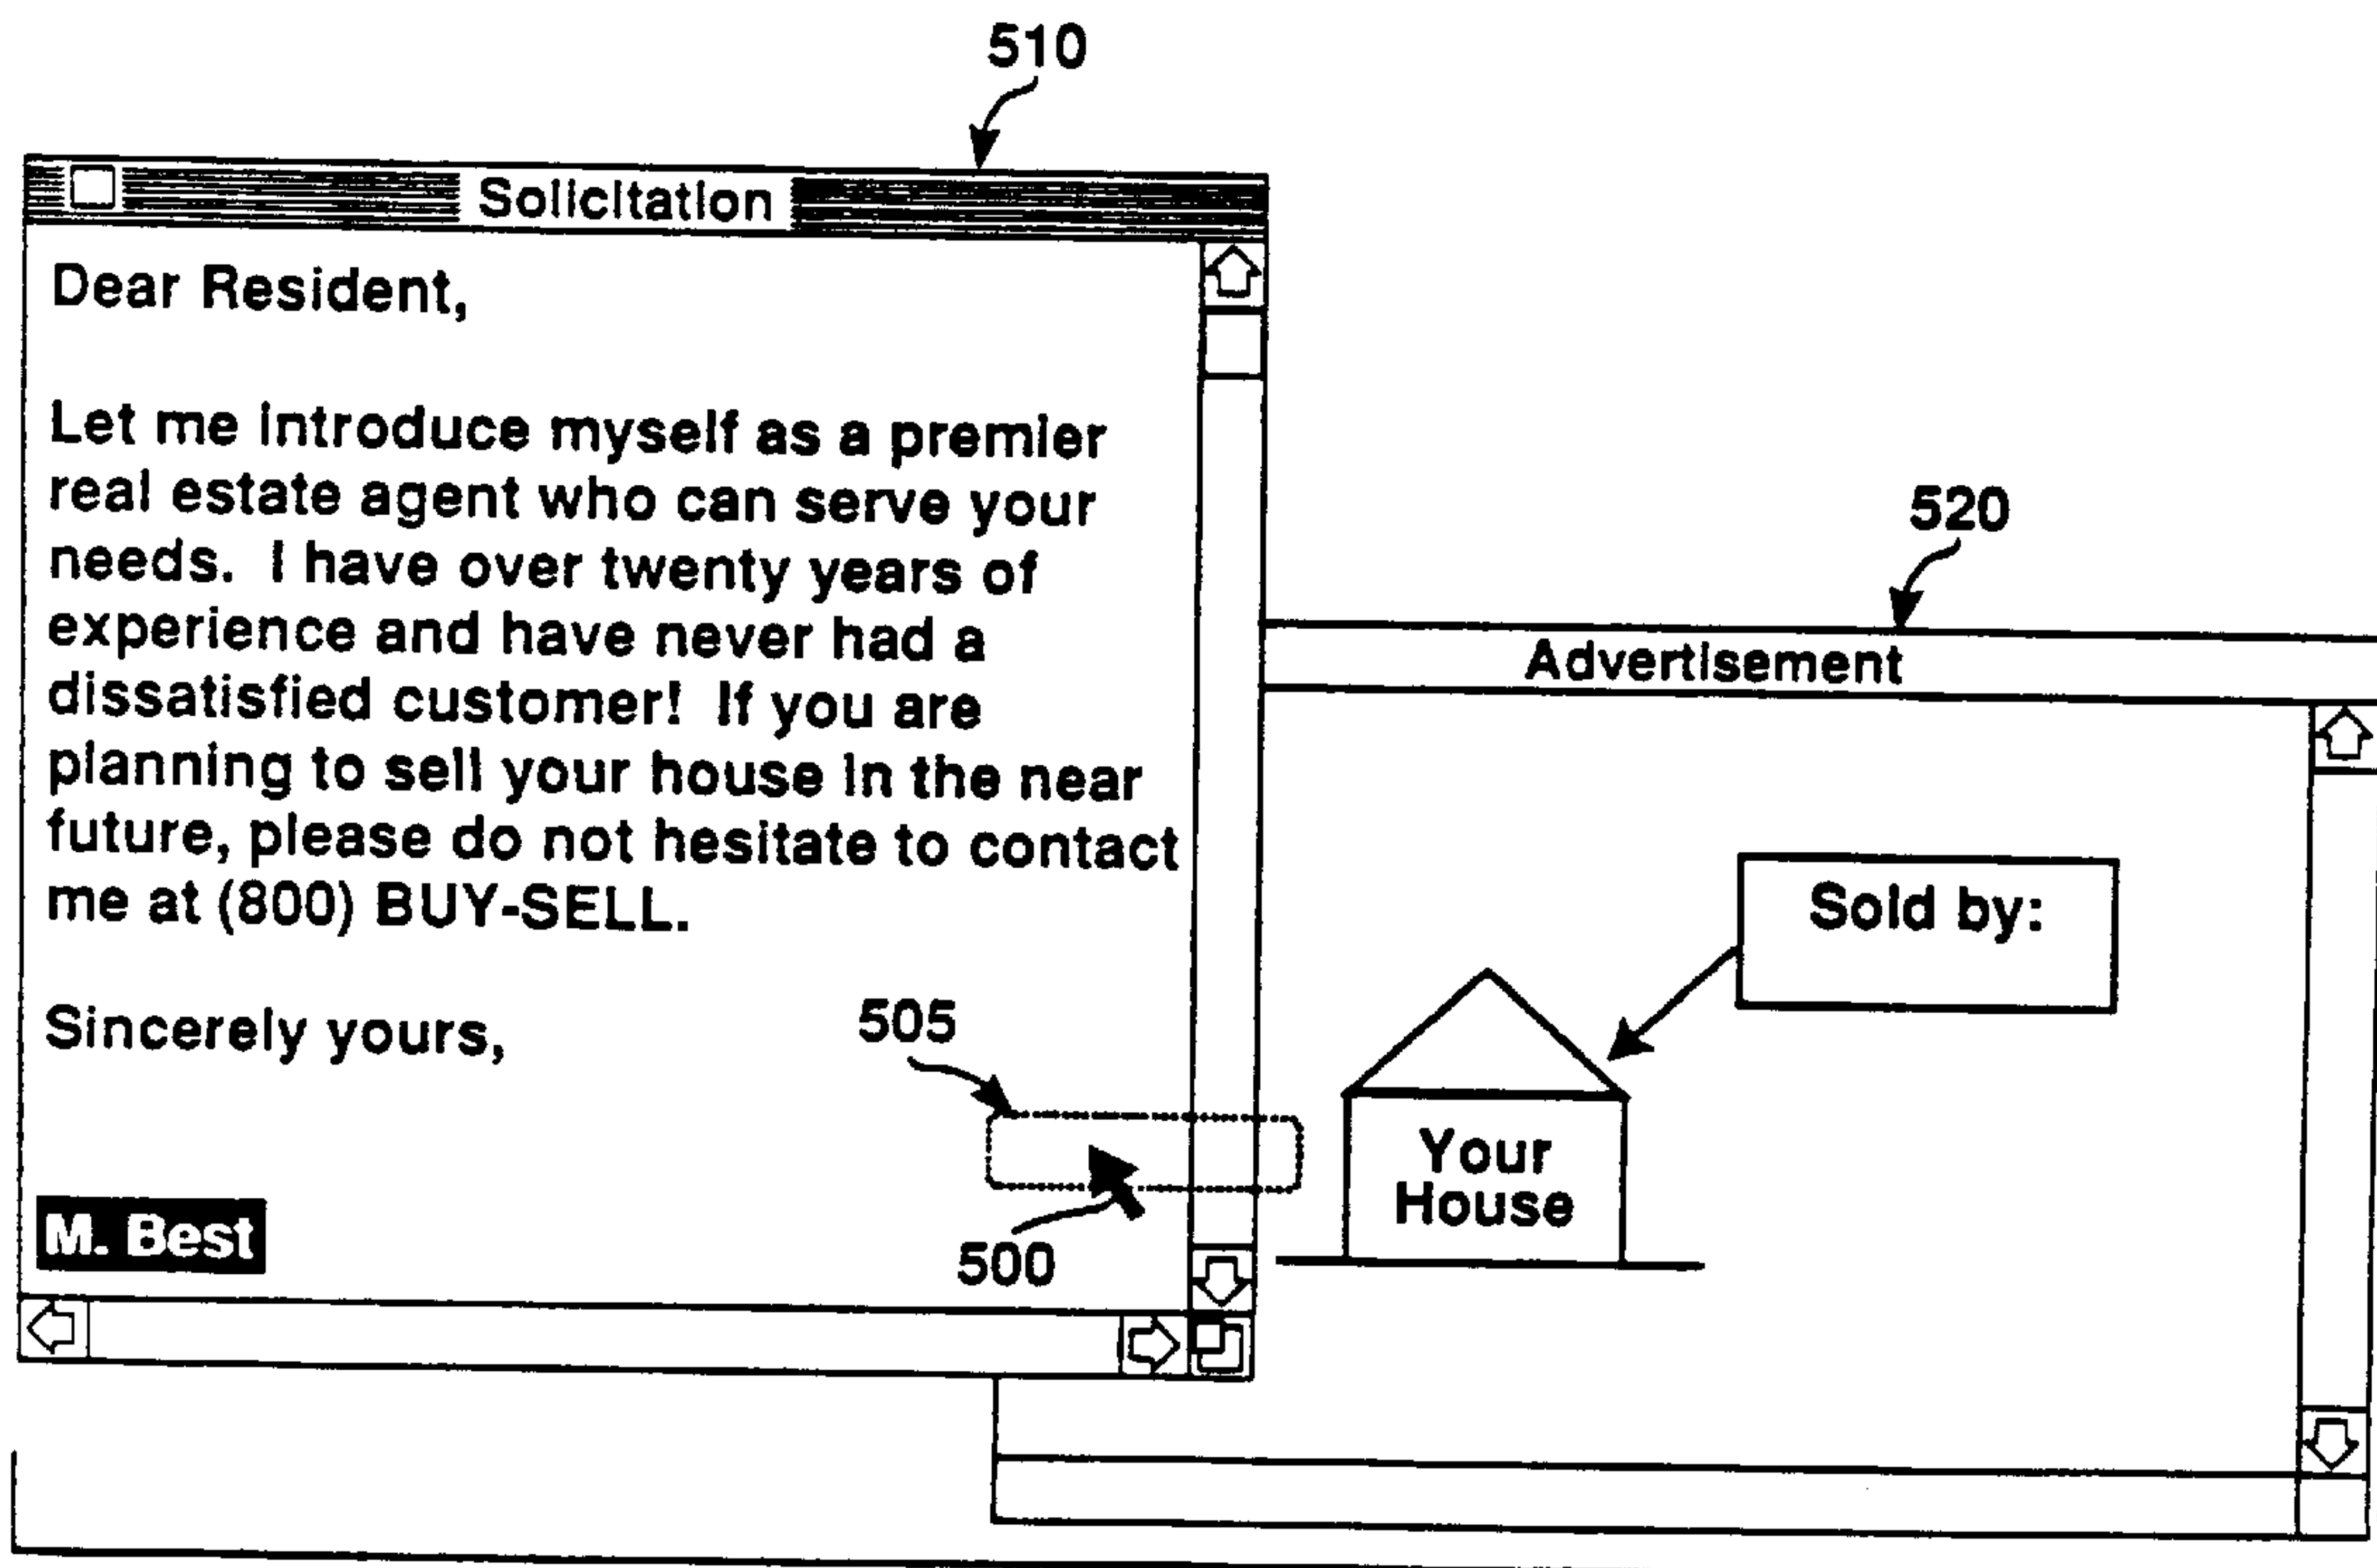 510
Solicitation
Dear Resident,
Let me introduce myself as a premier
real estate agent who can serve your
needs. I have over twenty years of
experience and have never had a
dissatisfied customer! If you are
planning to sell your house in the near
future, please do not hesitate to contact
me at (800) BUY-SELL.
Sincerely yours,
505
500
M. Best
520
Advertisement
Sold by:
Your
House